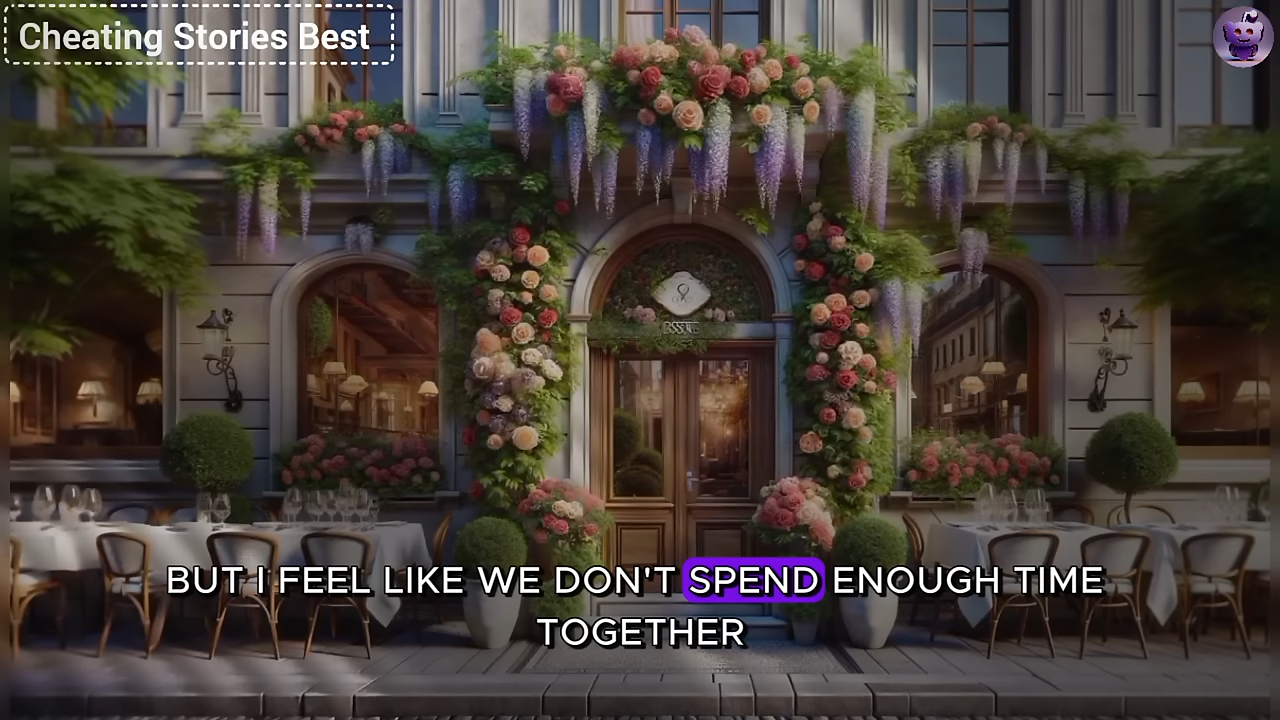 Cheating Stories Best
BUT I FEEL LIKE WE DON'T SPEND ENOUGH TIME
TOGETHER